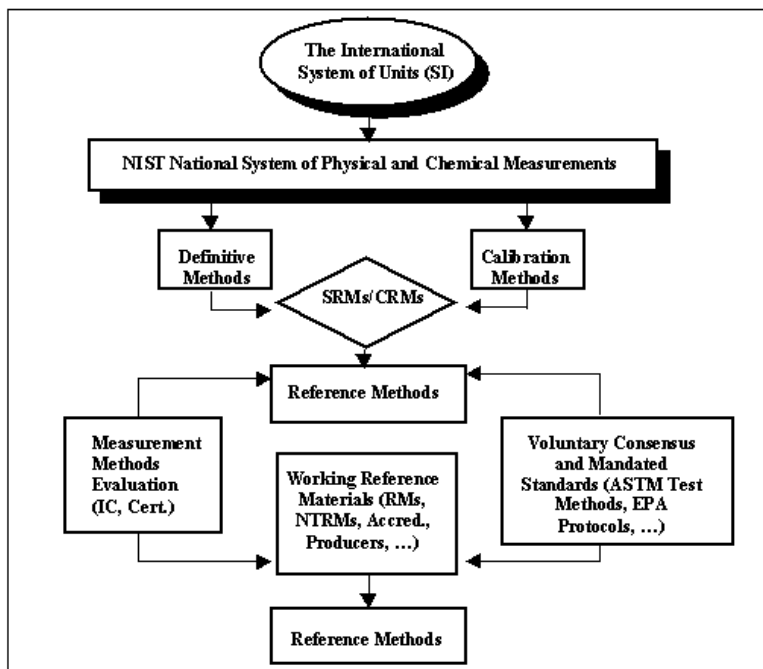 The International
System of Units (SI)
NIST National System of Physical and Chemical Measurements
Definitive
Methods
Calibration
Methods
SRMs/CRMs
Reference Methods
Measurement
Methods
Evaluation
(IC, Cert.)
Working Reference
Materials (RMs,
NTRMs, Accred.,
Producers, …)
Voluntary Consensus
and Mandated
Standards (ASTM Test
Methods, EPA
Protocols, …)
Reference Methods